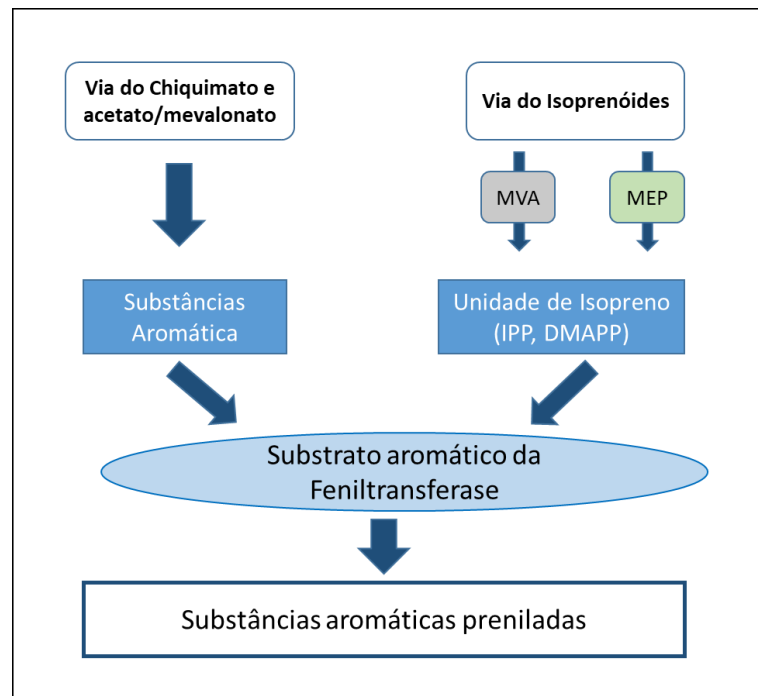 Via do Chiquimato e
acetato/mevalonato
Via do Isoprenóides
MVA
MEP
Substâncias
Aromática
Unidade de Isopreno
(IPP, DMAPP)
Substrato aromático da
Feniltransferase
Substâncias aromáticas preniladas